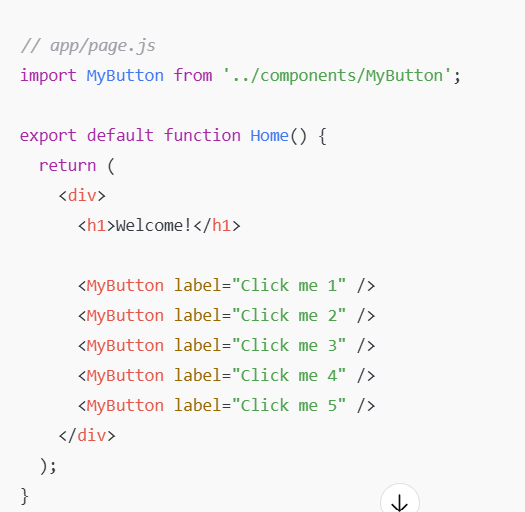 // app/page.js
import MyButton from '../components/MyButton';
export default function Home() {
return (
<div>
<h1>Welcome!</h1>
<MyButton label="Click me 1" />
<MyButton label="Click me 2" />
<MyButton label="Click me 3" />
<MyButton label="Click me 4" />
<MyButton label="Click me 5" />
</div>
);
}